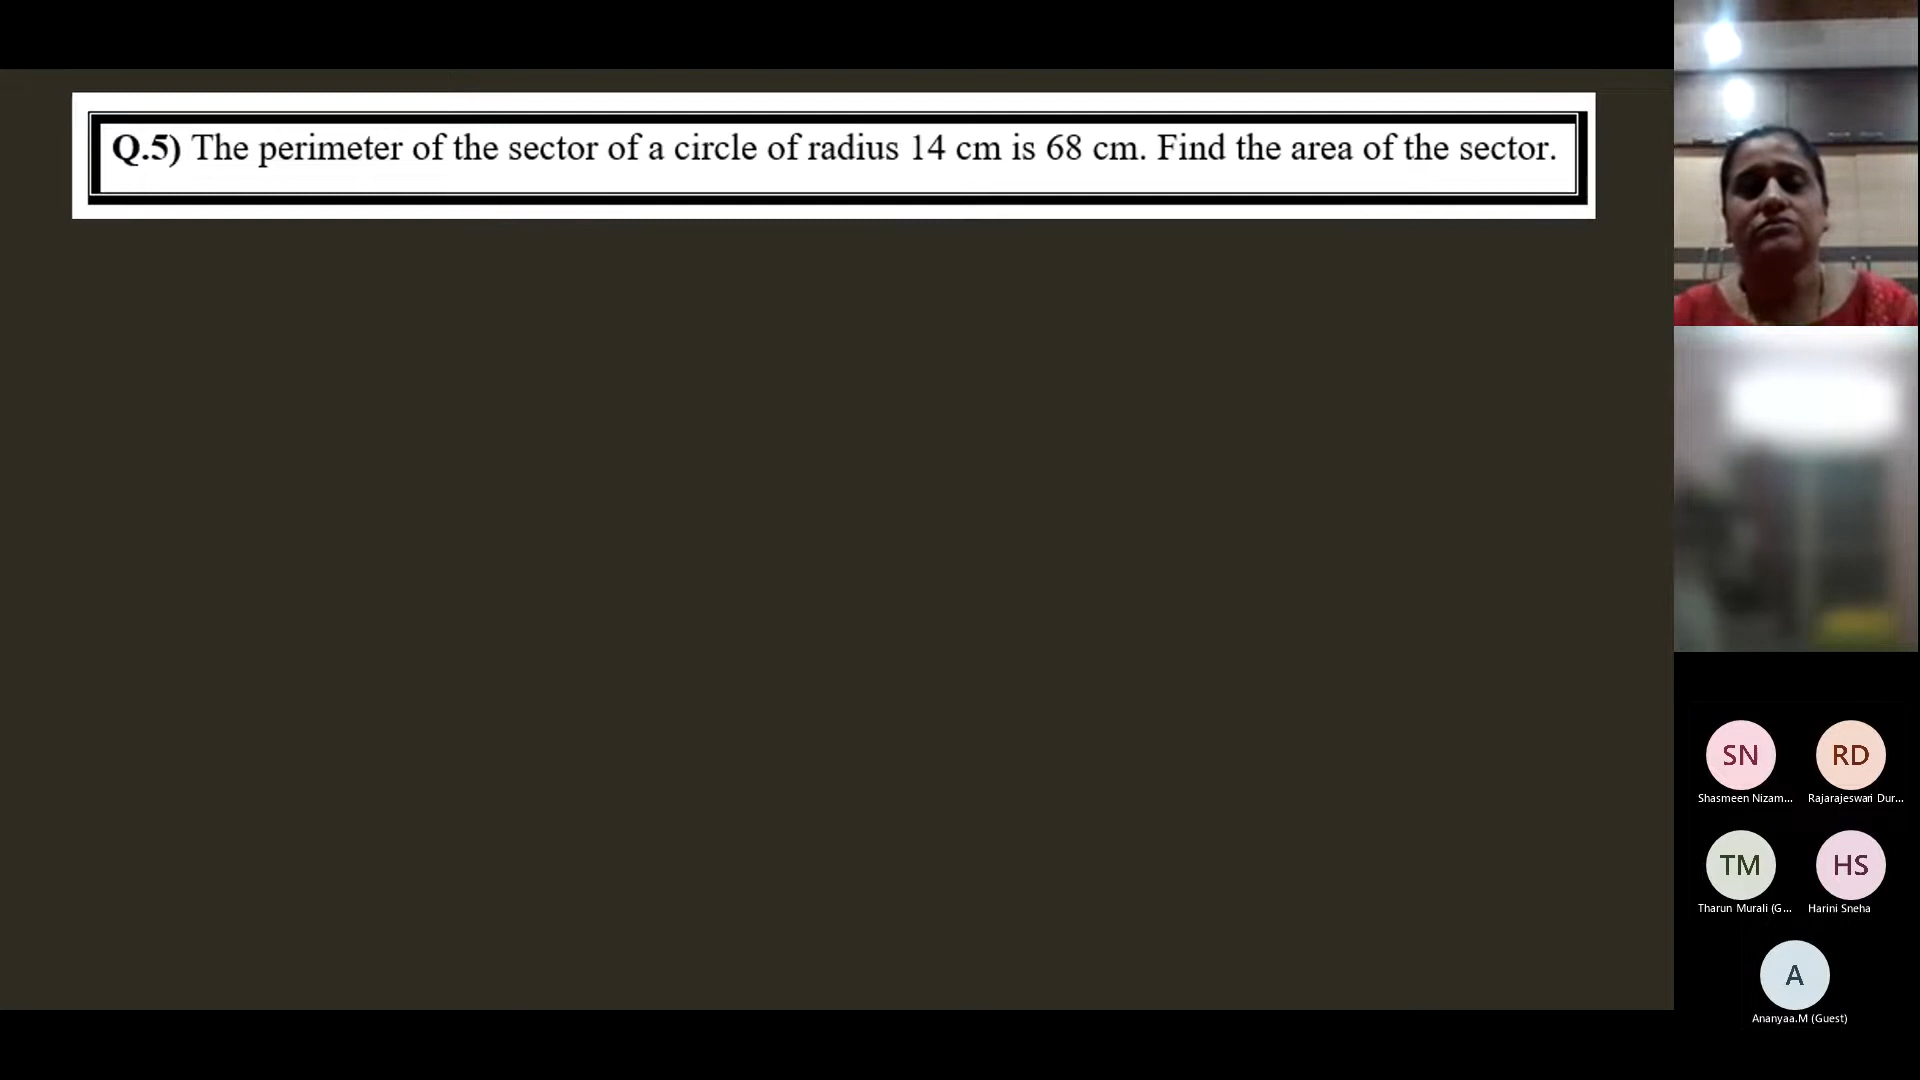 Q.5) The perimeter of the sector of a circle of radius 14 cm is 68 cm. Find the area of the sector.
SN
RD
Shasmeen Nizam...
Rajarajeswari Dur...
TM
HS
Tharun Murali (G...
Harini Sneha
A
Ananyaa.M (Guest)